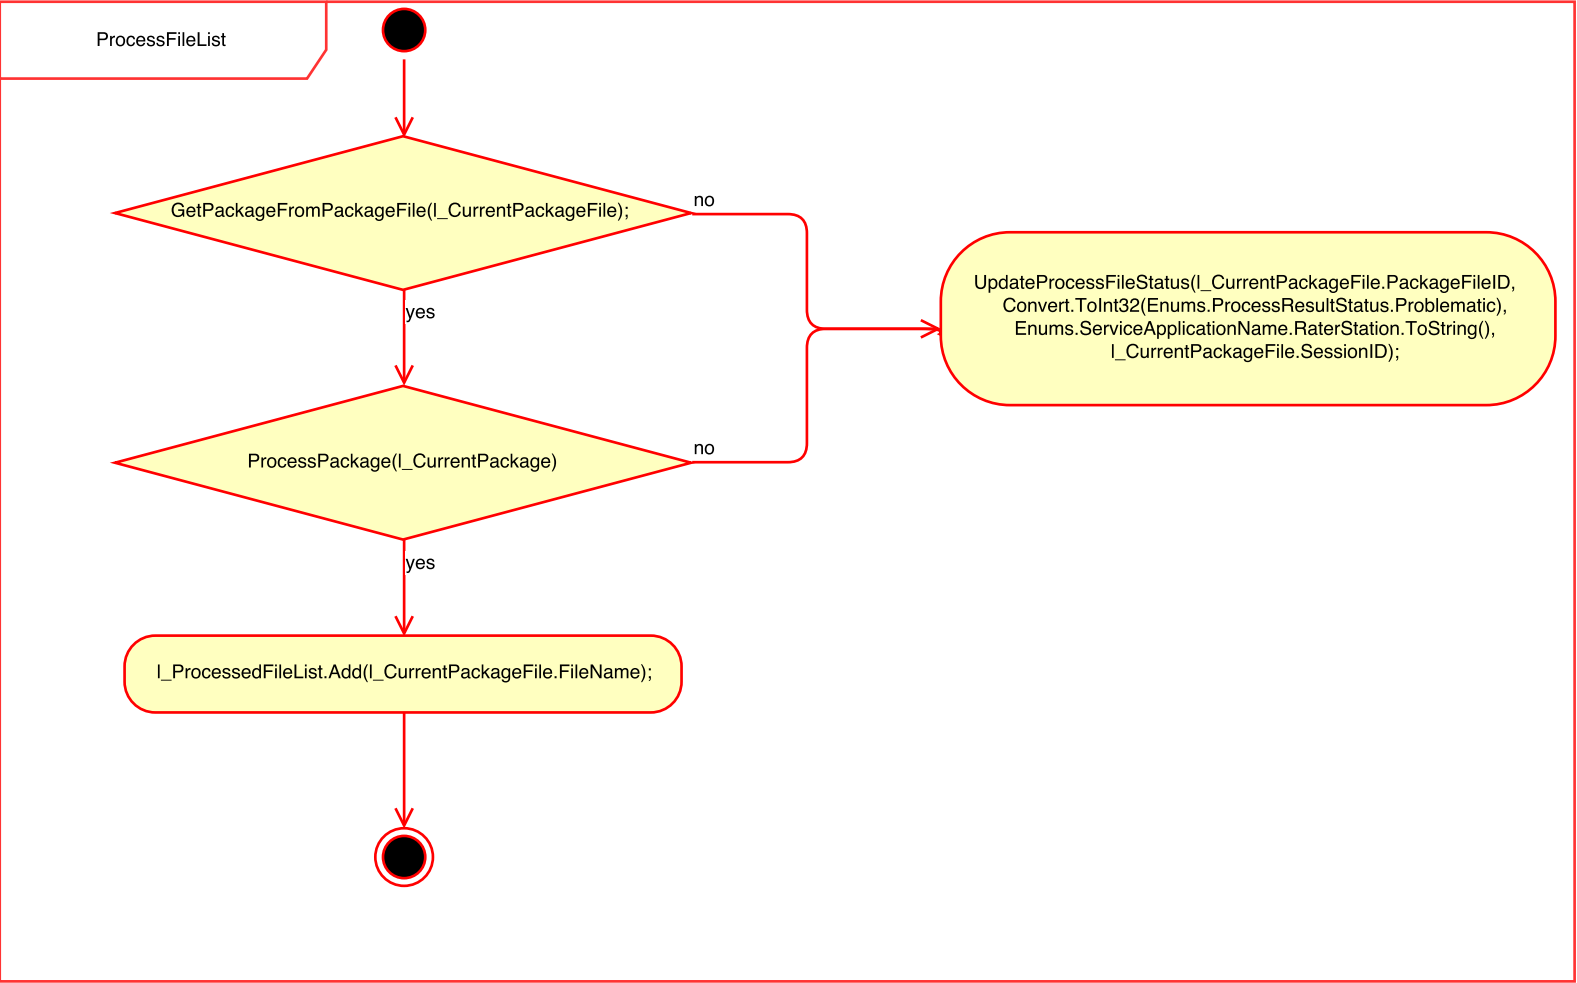 ProcessFileList
GetPackageFromPackageFile(l_CurrentPackageFile);
no
yes
UpdateProcessFileStatus(l_CurrentPackageFile.PackageFileID,
Convert.ToInt32(Enums.ProcessResultStatus.Problematic),
Enums.ServiceApplicationName.RaterStation.ToString(),
l_CurrentPackageFile.SessionID);
ProcessPackage(l_CurrentPackage)
no
yes
l_ProcessedFileList.Add(l_CurrentPackageFile.FileName);